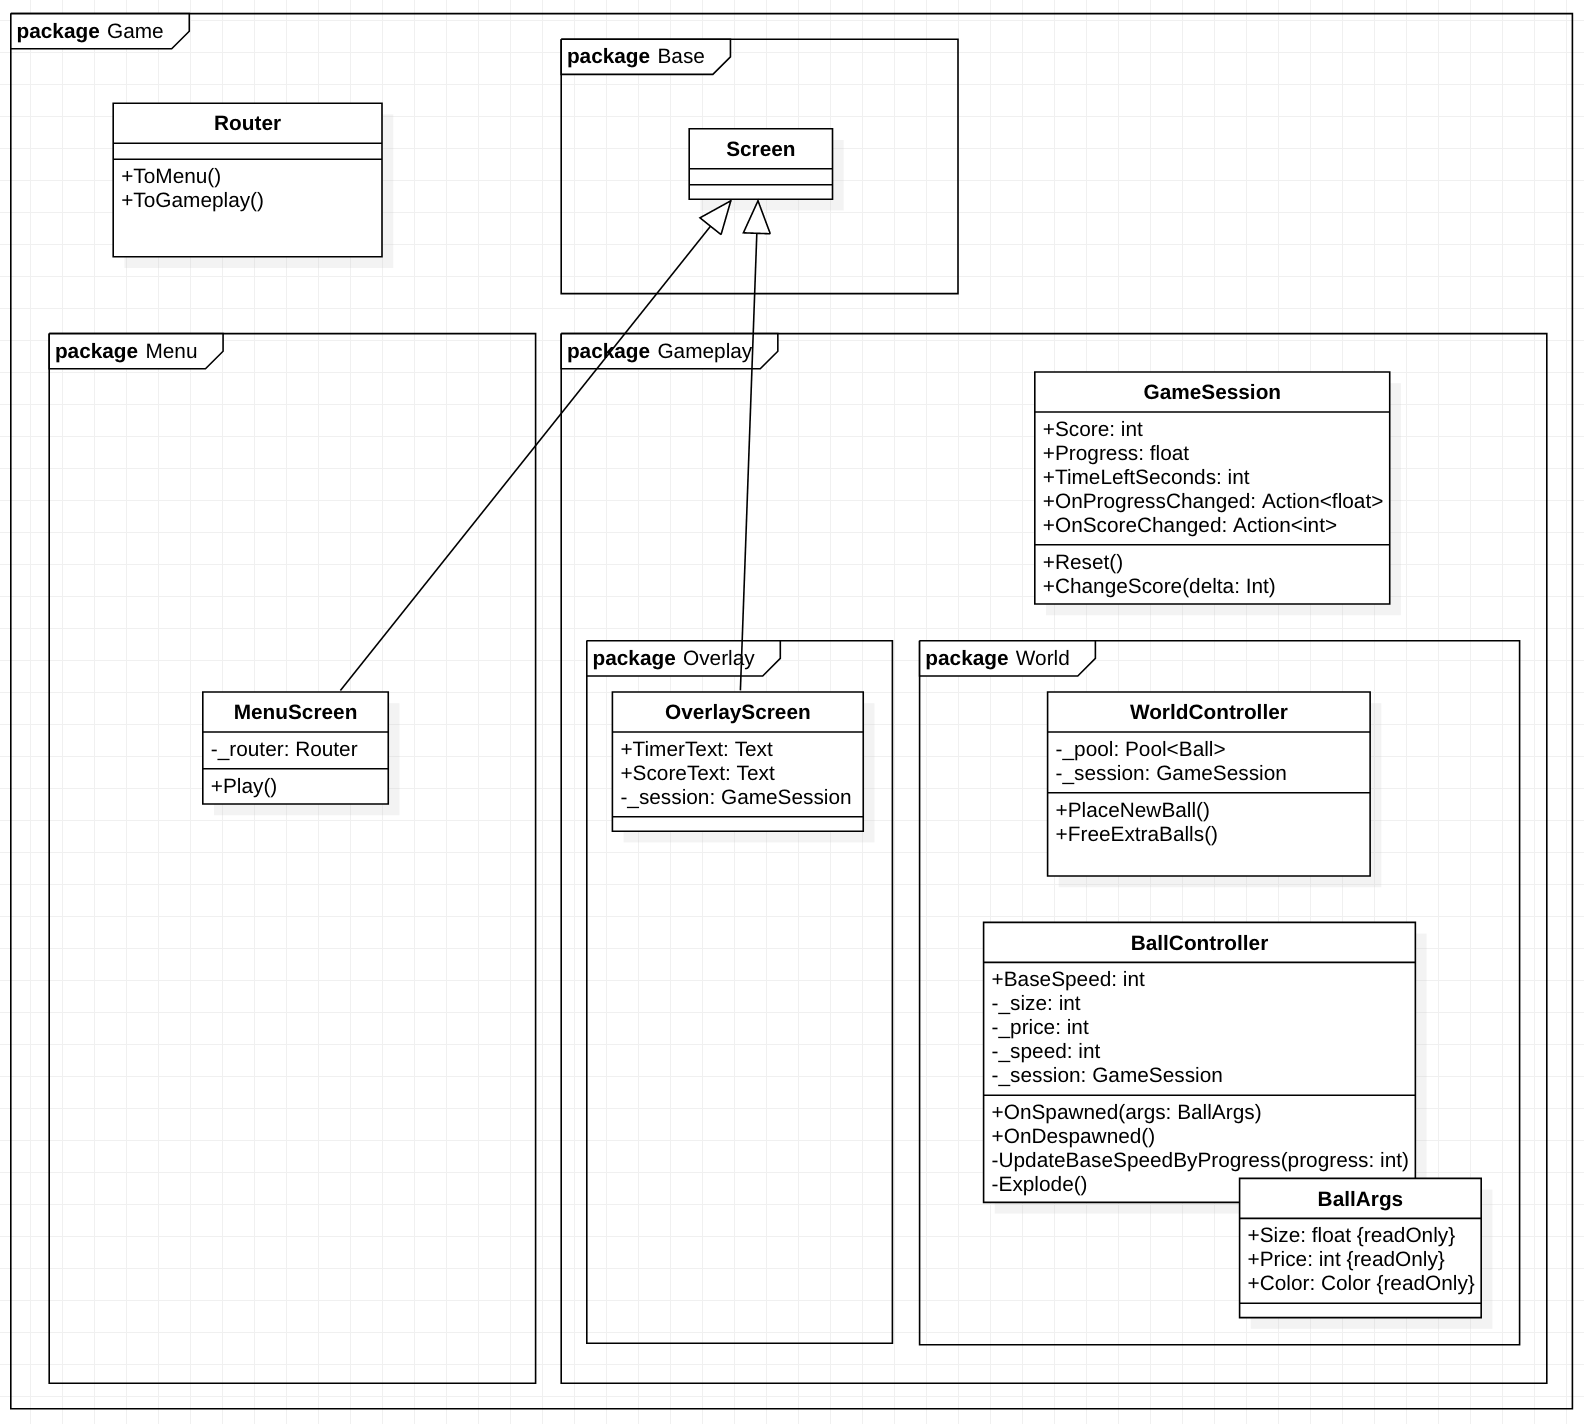 package Game
package Base
Router
+ToMenu()
+ToGameplay()
Screen
package Menu
MenuScreen
-_router: Router
+Play()
package Gameplay
GameSession
+Score: int
+Progress: float
+TimeLeftSeconds: int
+OnProgressChanged: Action<float>
+OnScoreChanged: Action<int>
+Reset()
+ChangeScore(delta: Int)
package Overlay
OverlayScreen
+TimerText: Text
+ScoreText: Text
-_session: GameSession
package World
WorldController
-_pool: Pool<Ball>
-_session: GameSession
+PlaceNewBall()
+FreeExtraBalls()
BallController
+BaseSpeed: int
-_size: int
-_price: int
-_speed: int
-_session: GameSession
+OnSpawned(args: BallArgs)
+OnDespawned()
-UpdateBaseSpeedByProgress(progress: int)
-Explode()
BallArgs
+Size: float {readOnly}
+Price: int {readOnly}
+Color: Color {readOnly}